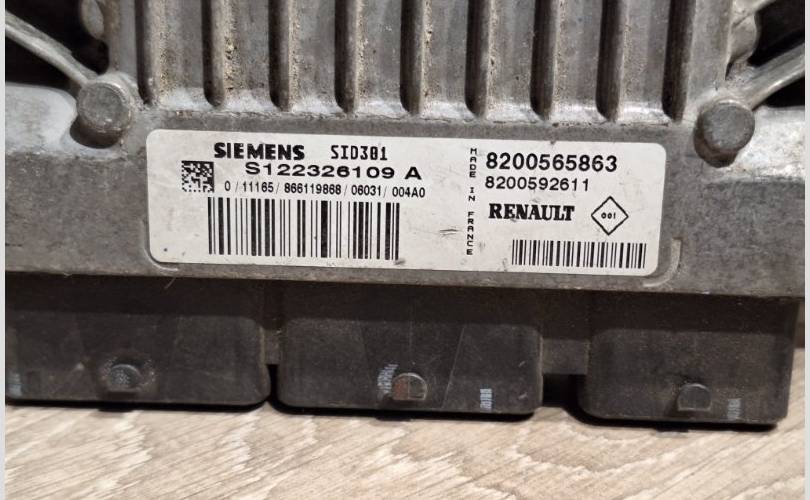 SIEMENS SID301
S122326109 A
0 / 11165 / 866119868 / 06031 / 004A0
MADE IN FRANCE
8200565863
8200592611
RENAULT 001